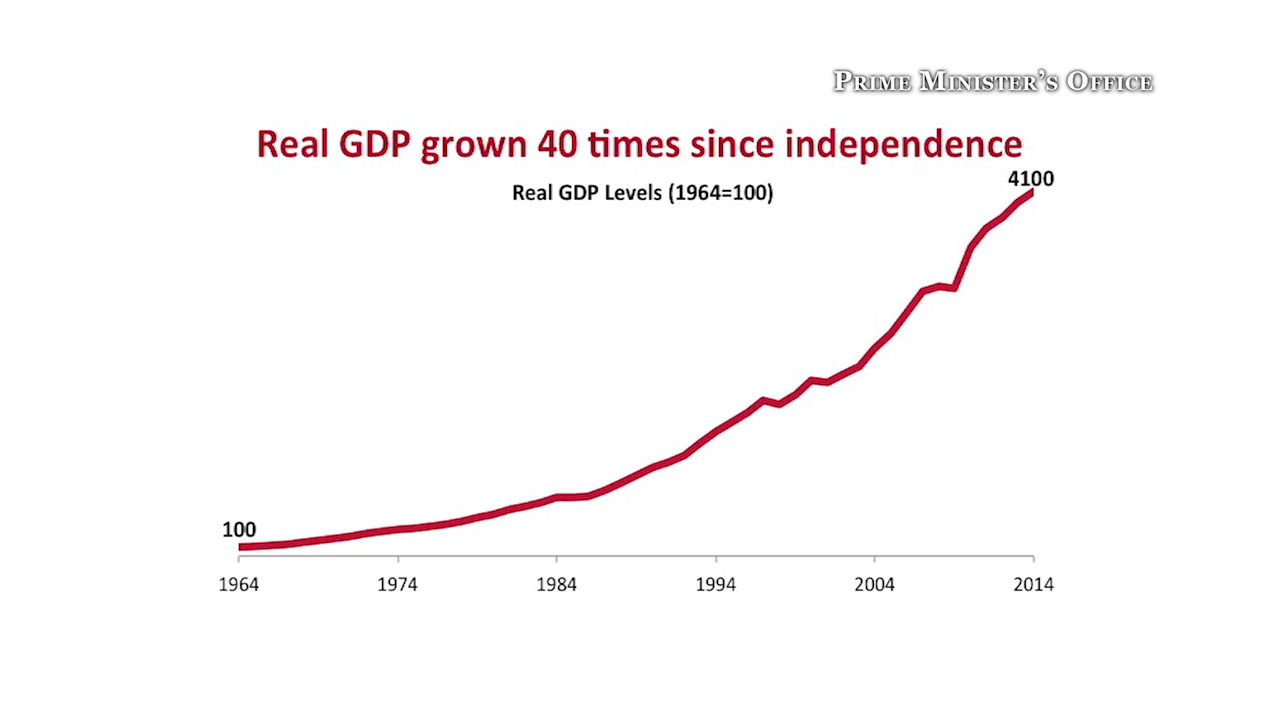 PRIME MINISTER'S OFFICE
Real GDP grown 40 times since independence
4100
Real GDP Levels (1964=100)
100
1964 1974 1984 1994 2004 2014